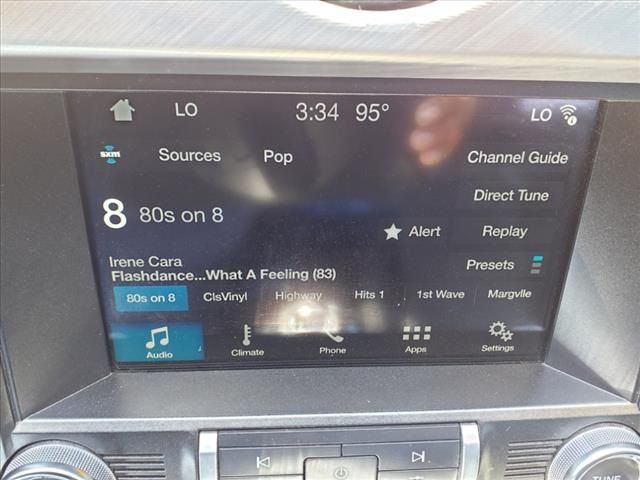 LO 3:34 95° LO
sxm Sources Pop Channel Guide
Direct Tune
8 80s on 8
Alert Replay
Irene Cara
Presets
Flashdance...What A Feeling (83)
80s on 8 ClsVinyl Highway Hits 1 1st Wave Margvlle
Audio Climate Phone Apps Settings
TUNE